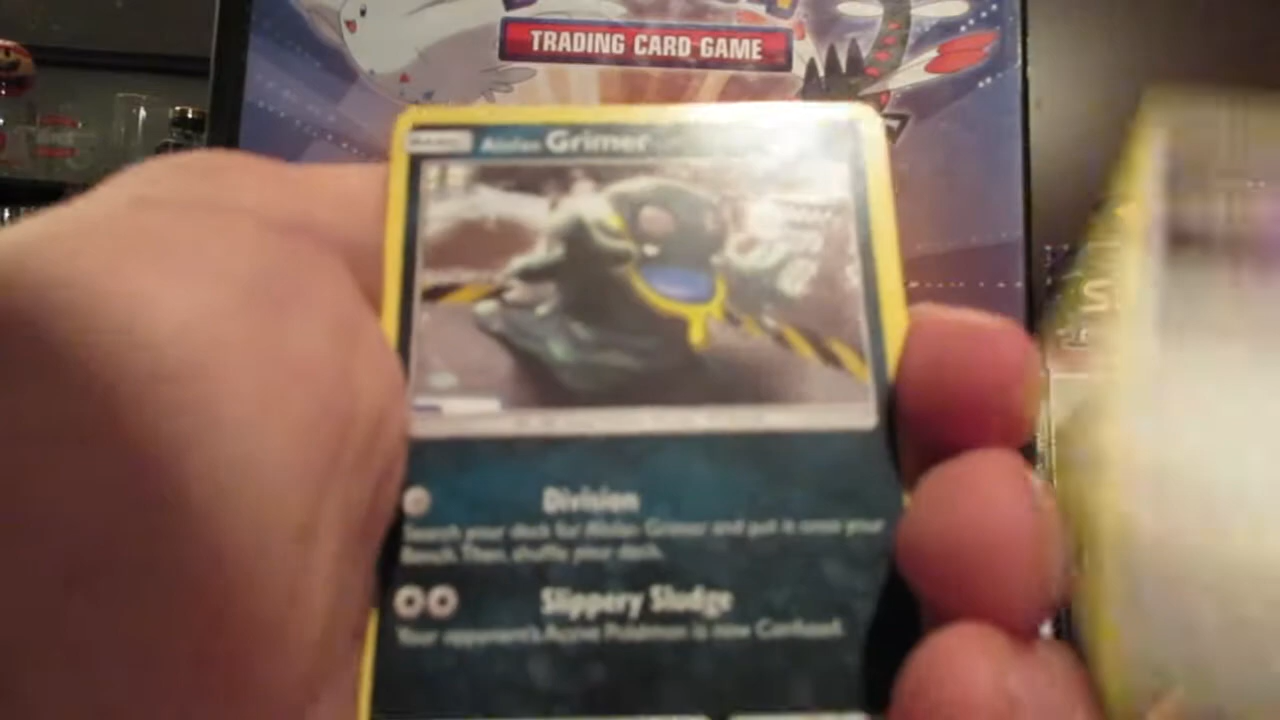 TRADING CARD GAME
Alolan Grimer
Division
Search your deck for Alolan Grimer and put it onto your
Bench. Then, shuffle your deck.
Slippery Sludge
Your opponent's Active Pokémon is now Confused.